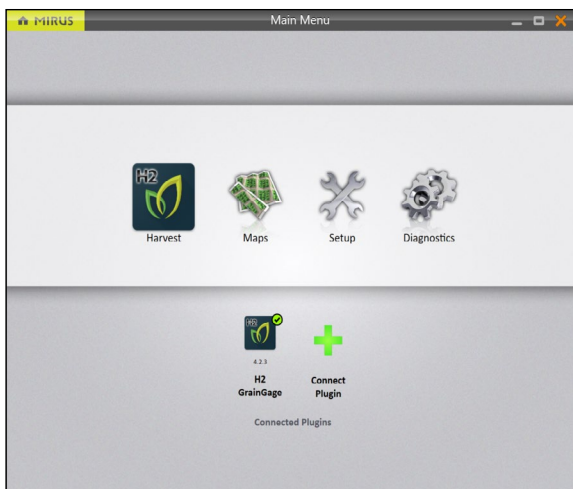 MIRUS
Main Menu
H2
Harvest
Maps
Setup
Diagnostics
H2
4.2.3
H2
GrainGage
Connect
Plugin
Connected Plugins